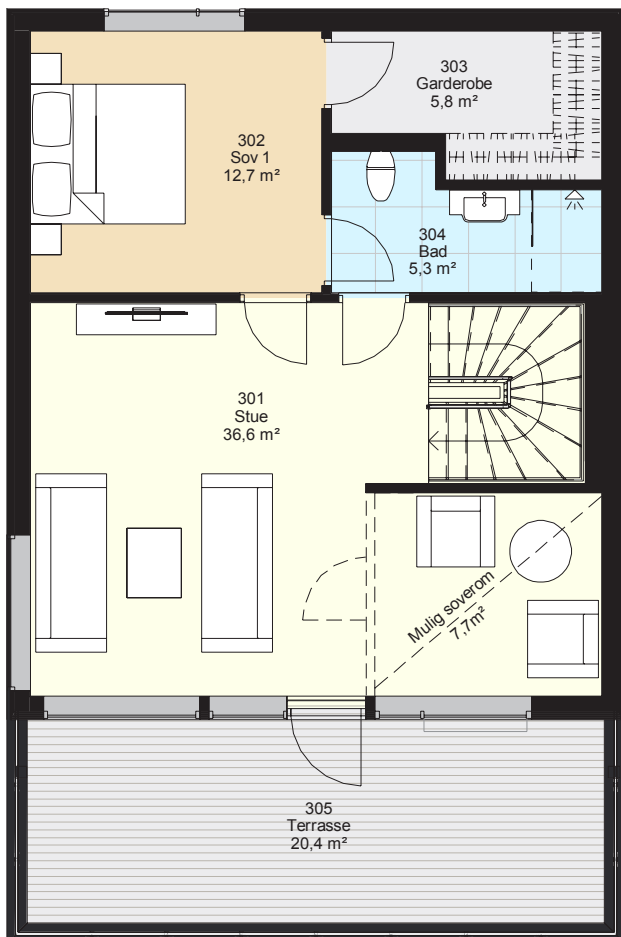 303
Garderobe
5,8 m²
302
Sov 1
12,7 m²
304
Bad
5,3 m²
301
Stue
36,6 m²
Mulig soverom
7,7m²
305
Terrasse
20,4 m²